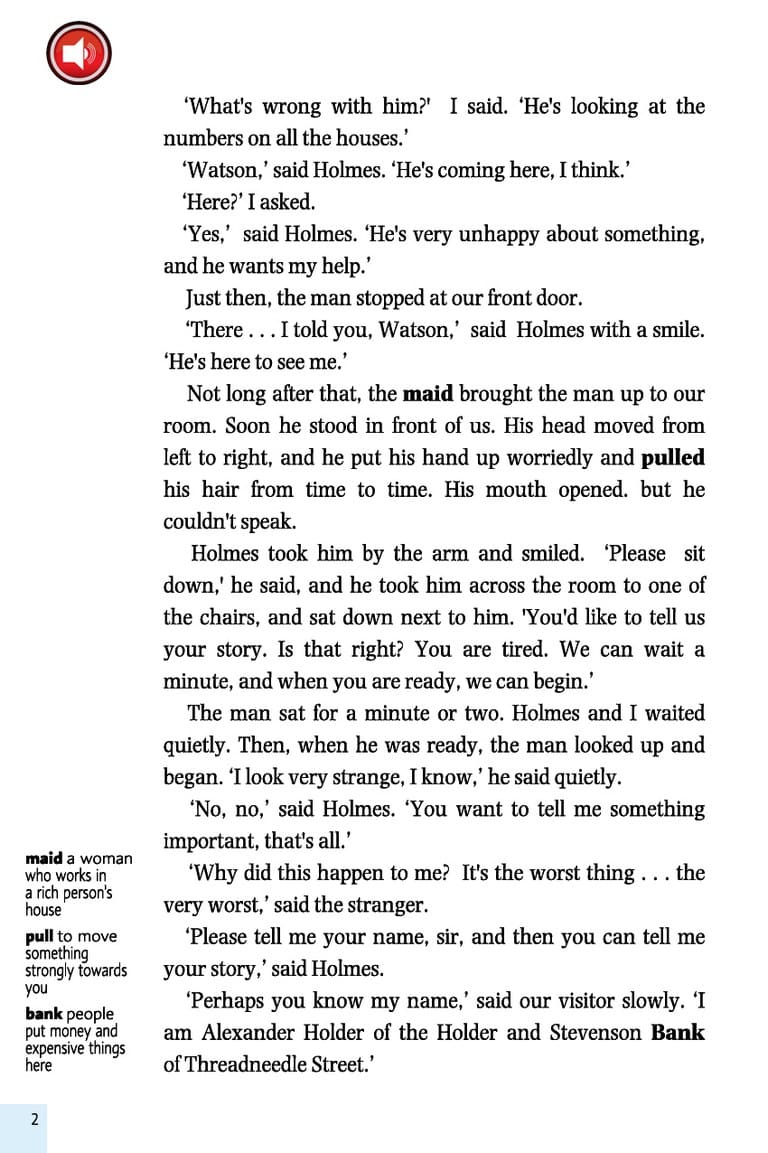 ‘What's wrong with him?' I said. ‘He's looking at the
numbers on all the houses.’
‘Watson,’ said Holmes. ‘He's coming here, I think.’
‘Here?’ I asked.
‘Yes,’ said Holmes. ‘He's very unhappy about something,
and he wants my help.’
Just then, the man stopped at our front door.
‘There . . . I told you, Watson,’ said Holmes with a smile.
‘He's here to see me.’
Not long after that, the maid brought the man up to our
room. Soon he stood in front of us. His head moved from
left to right, and he put his hand up worriedly and pulled
his hair from time to time. His mouth opened. but he
couldn't speak.
Holmes took him by the arm and smiled. ‘Please sit
down,' he said, and he took him across the room to one of
the chairs, and sat down next to him. 'You'd like to tell us
your story. Is that right? You are tired. We can wait a
minute, and when you are ready, we can begin.’
The man sat for a minute or two. Holmes and I waited
quietly. Then, when he was ready, the man looked up and
began. ‘I look very strange, I know,’ he said quietly.
‘No, no,’ said Holmes. ‘You want to tell me something
important, that's all.’
‘Why did this happen to me? It's the worst thing . . . the
very worst,’ said the stranger.
‘Please tell me your name, sir, and then you can tell me
your story,’ said Holmes.
‘Perhaps you know my name,’ said our visitor slowly. ‘I
am Alexander Holder of the Holder and Stevenson Bank
of Threadneedle Street.’
maid a woman
who works in
a rich person's
house
pull to move
something
strongly towards
you
bank people
put money and
expensive things
here
2